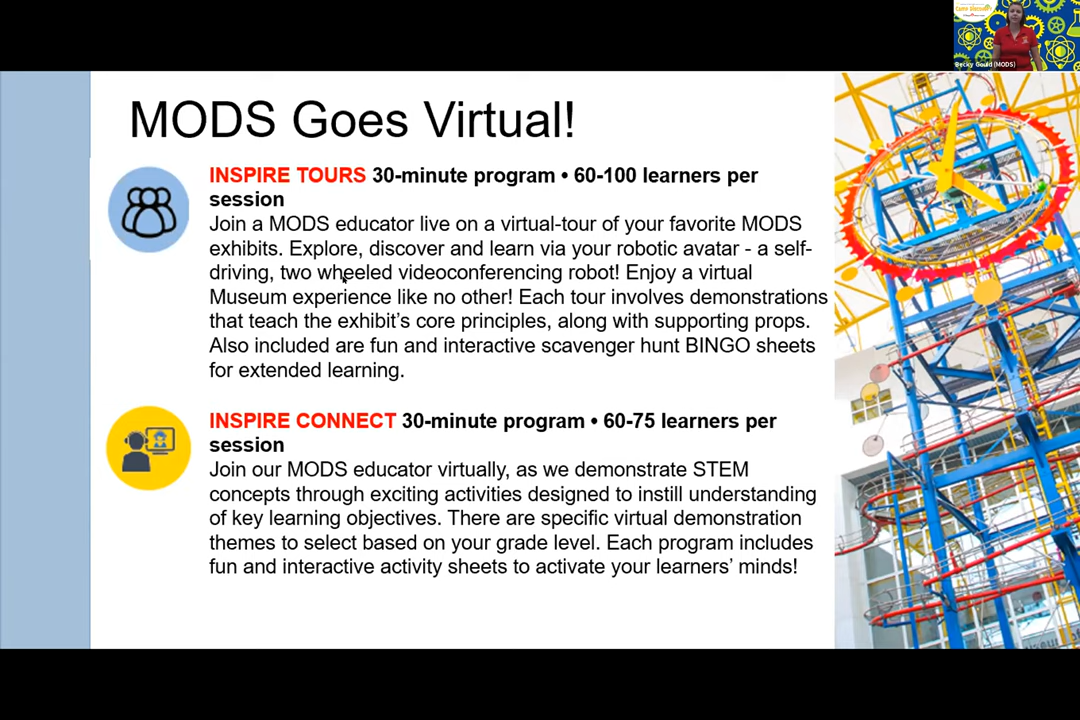 Camp Discovery
Becky Gould (MODS)
MODS Goes Virtual!
INSPIRE TOURS 30-minute program • 60-100 learners per
session
Join a MODS educator live on a virtual-tour of your favorite MODS
exhibits. Explore, discover and learn via your robotic avatar - a self-
driving, two wheeled videoconferencing robot! Enjoy a virtual
Museum experience like no other! Each tour involves demonstrations
that teach the exhibit’s core principles, along with supporting props.
Also included are fun and interactive scavenger hunt BINGO sheets
for extended learning.
INSPIRE CONNECT 30-minute program • 60-75 learners per
session
Join our MODS educator virtually, as we demonstrate STEM
concepts through exciting activities designed to instill understanding
of key learning objectives. There are specific virtual demonstration
themes to select based on your grade level. Each program includes
fun and interactive activity sheets to activate your learners’ minds!